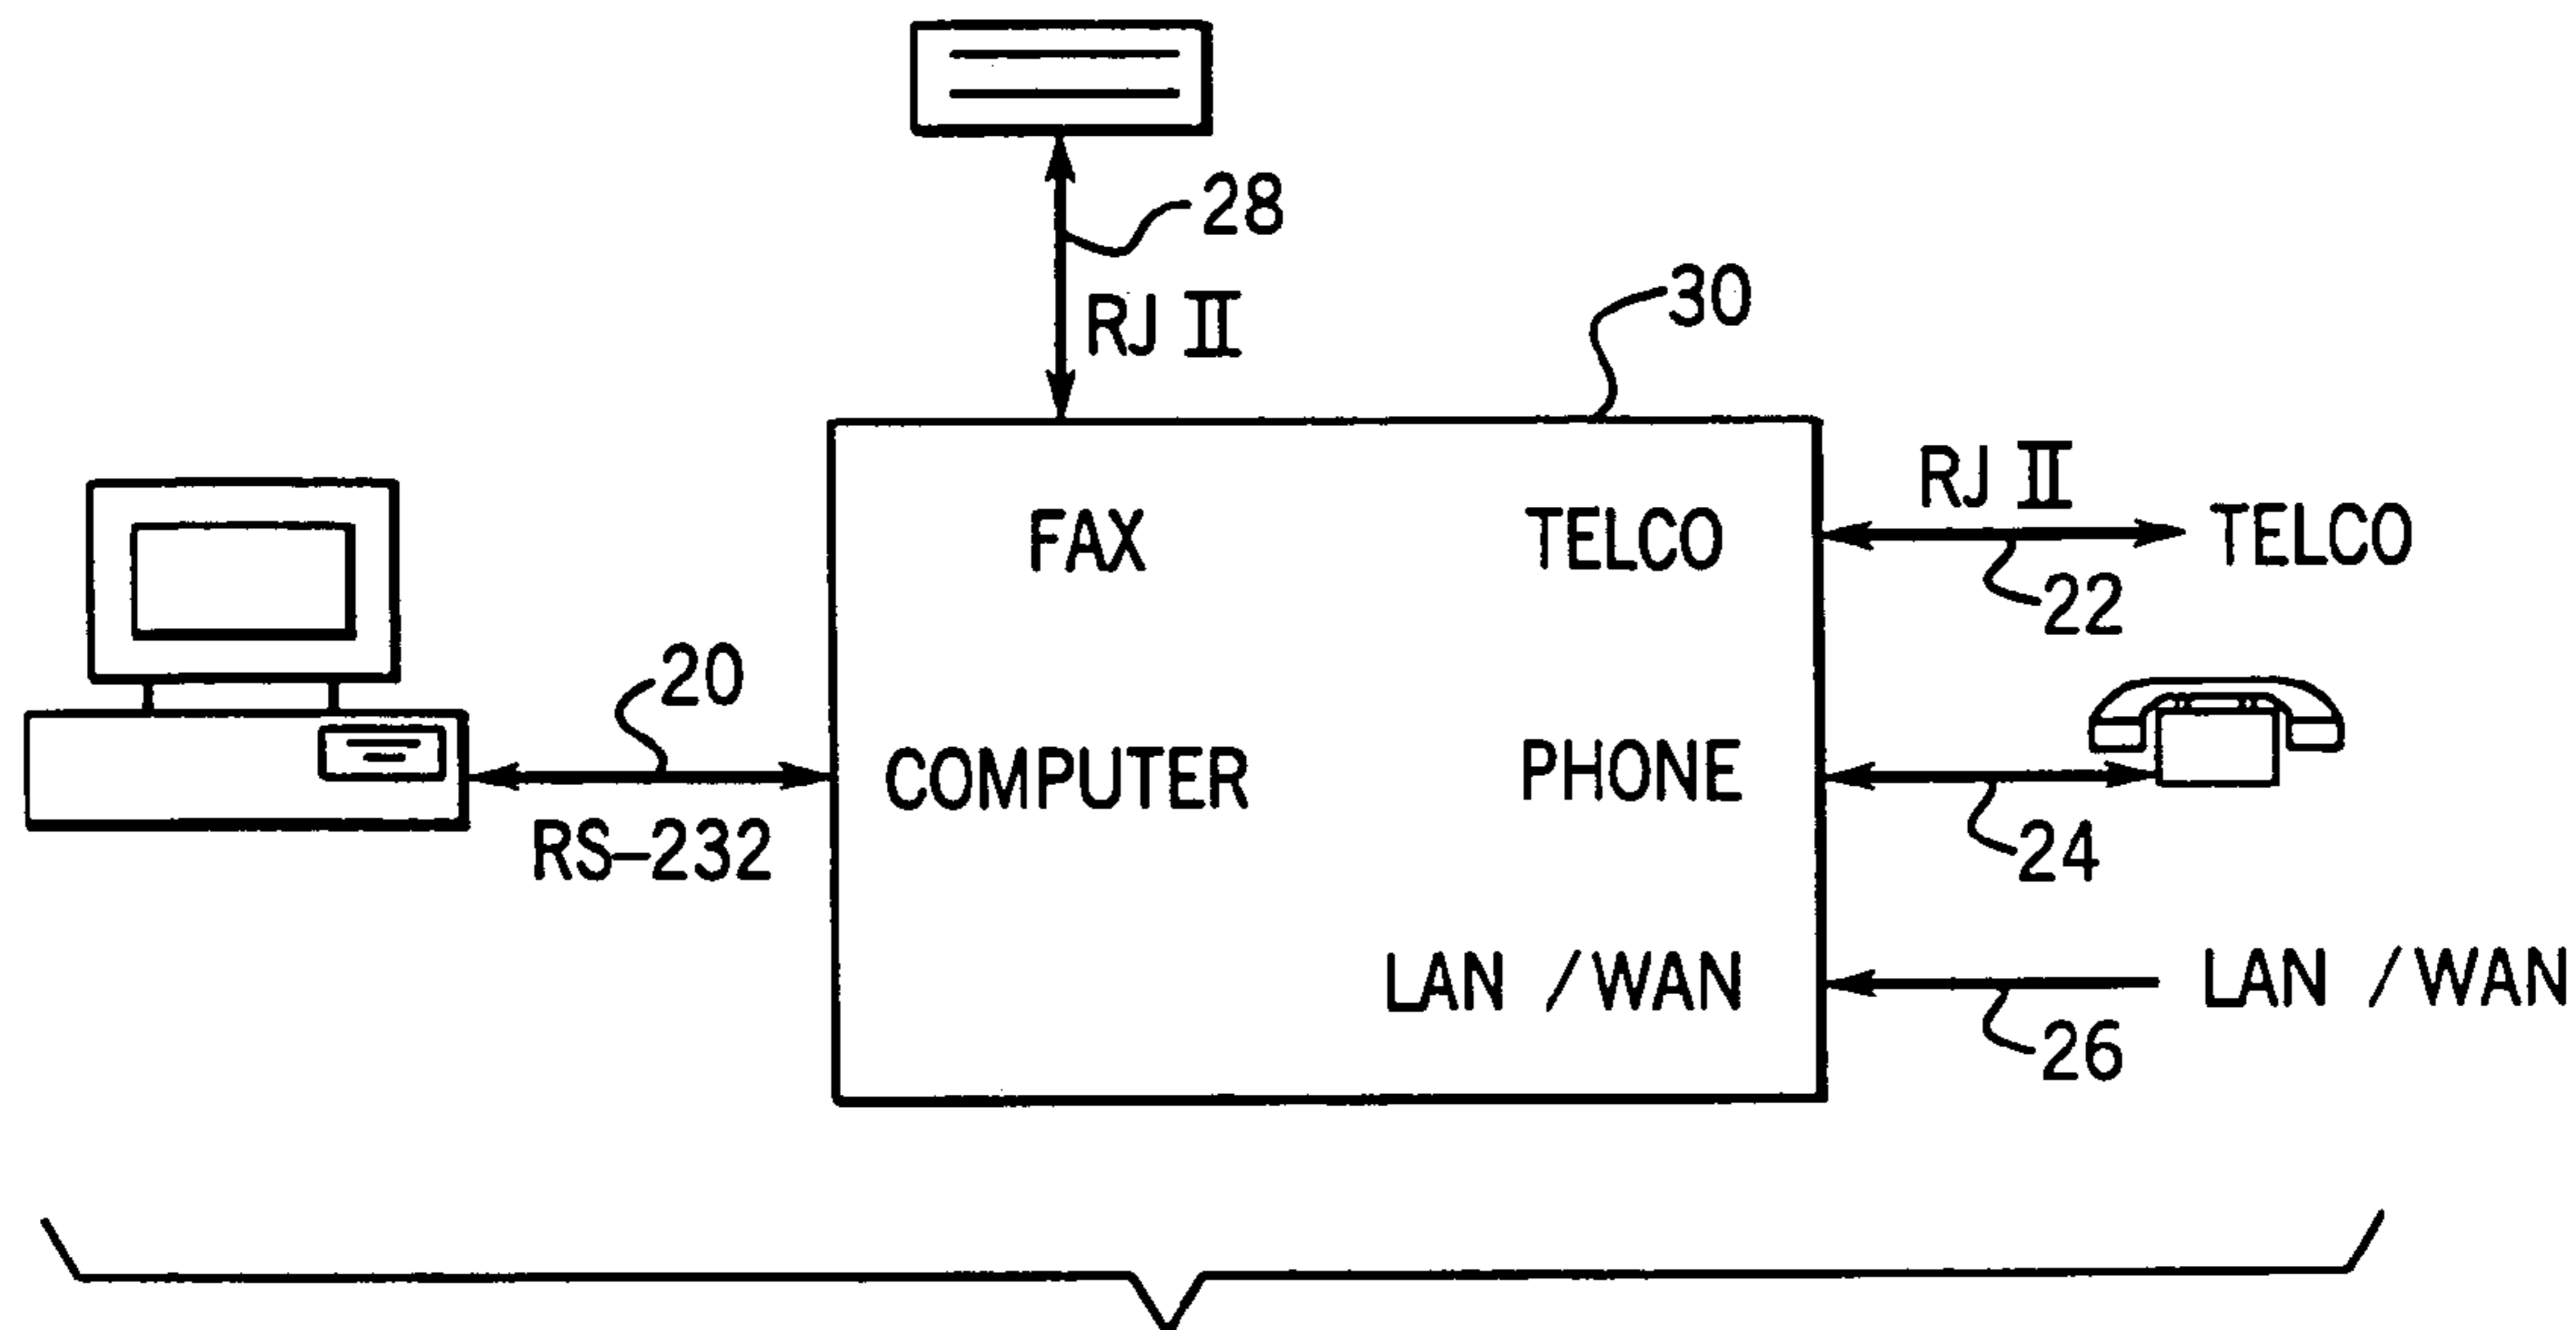 28
RJ II
30
RJ II
FAX
TELCO
TELCO
22
20
COMPUTER
PHONE
RS-232
24
LAN /WAN
LAN /WAN
26